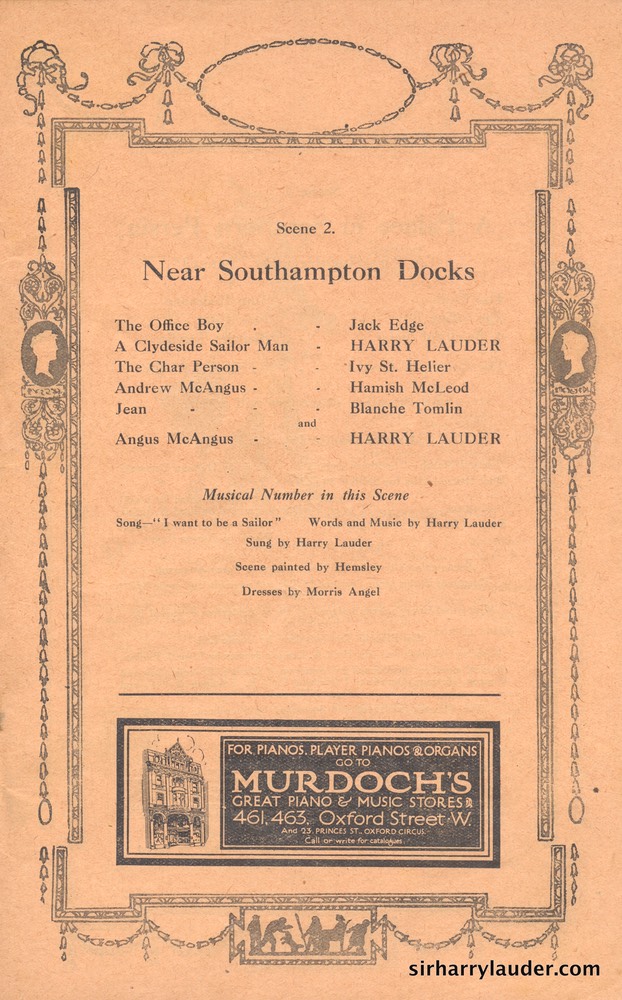 Scene 2.
Near Southampton Docks
The Office Boy . - Jack Edge
A Clydeside Sailor Man - HARRY LAUDER
The Char Person - - Ivy St. Helier
Andrew McAngus - - Hamish McLeod
Jean - - - Blanche Tomlin
and
Angus McAngus - - HARRY LAUDER
Musical Number in this Scene
Song—"I want to be a Sailor" Words and Music by Harry Lauder
Sung by Harry Lauder
Scene painted by Hemsley
Dresses by Morris Angel
FOR PIANOS, PLAYER PIANOS & ORGANS
GO TO
MURDOCH'S
GREAT PIANO & MUSIC STORES
461, 463, Oxford Street W.
And 23, PRINCES ST., OXFORD CIRCUS.
Call or write for catalogues.
sirharrylauder.com